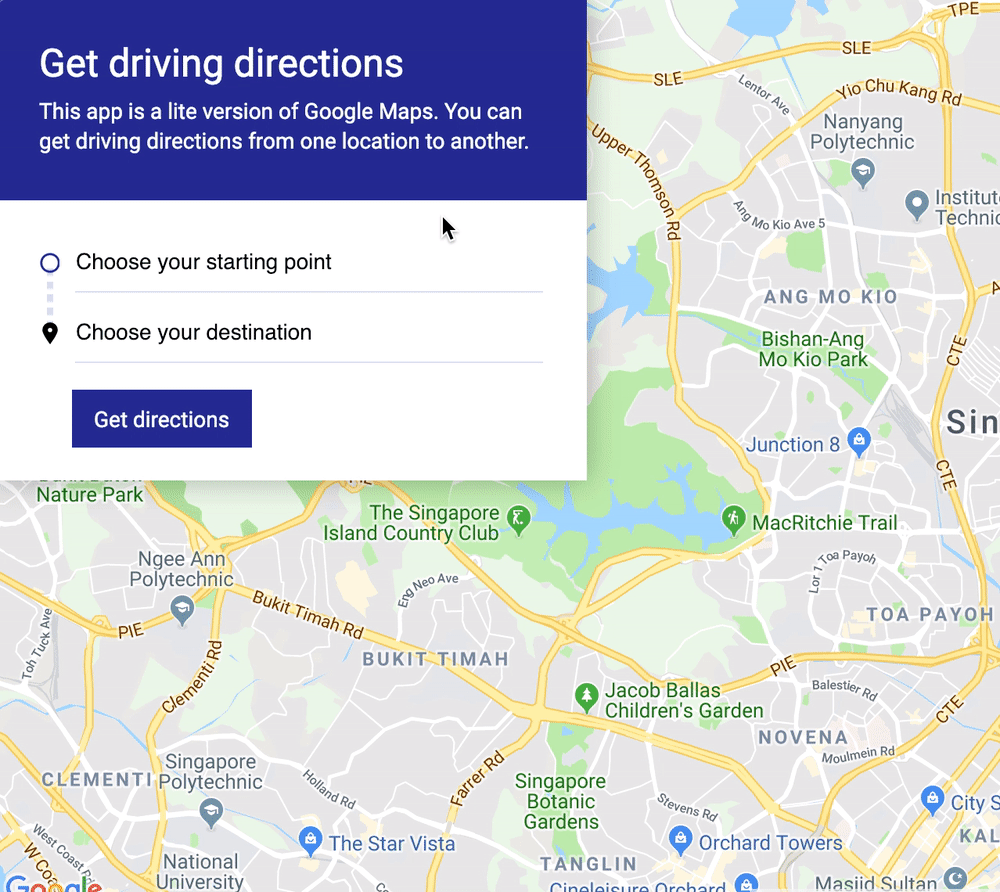 Get driving directions
This app is a lite version of Google Maps. You can
get driving directions from one location to another.
Choose your starting point
Choose your destination
Get directions
TPE
SLE
SLE
Lentor Ave
Yio Chu Kang Rd
Nanyang
Polytechnic
Upper Thomson Rd
Institute
Technic
Ang Mo Kio Ave 5
ANG MO KIO
CTE
Bishan-Ang
Mo Kio Park
Sin
Junction 8
CTE
Nature Park
PIE
The Singapore
Island Country Club
MacRitchie Trail
Ngee Ann
Polytechnic
Eng Neo Ave
Lor 1 Toa Payoh
TOA PAYOH
Bukit Timah Rd
PIE
Toh Tuck Ave
BUKIT TIMAH
Clementi Rd
PIE
Jacob Ballas
Children's Garden
Balestier Rd
CTE
NOVENA
Moulmein Rd
CLEMENTI
Singapore
Polytechnic
Holland Rd
Farrer Rd
Singapore
Botanic
Gardens
Stevens Rd
City S
KAL
The Star Vista
Orchard Towers
West Coast
W Coa
National
University
TANGLIN
Cineleisure Orchard
Masjid Sultan
Google